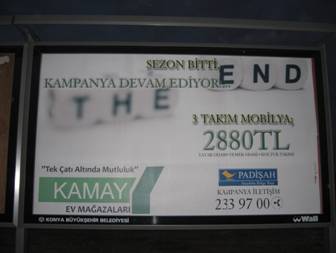 SEZON BİTTİ,
KAMPANYA DEVAM EDİYOR...
THE END
3 TAKIM MOBİLYA;
2880TL
"Tek Çatı Altında Mutluluk"
KAMAY
EV MAĞAZALARI
PADİŞAH
KAMPANYA İLETİŞİM
233 97 00
KONYA BÜYÜKŞEHİR BELEDİYESİ
Wall